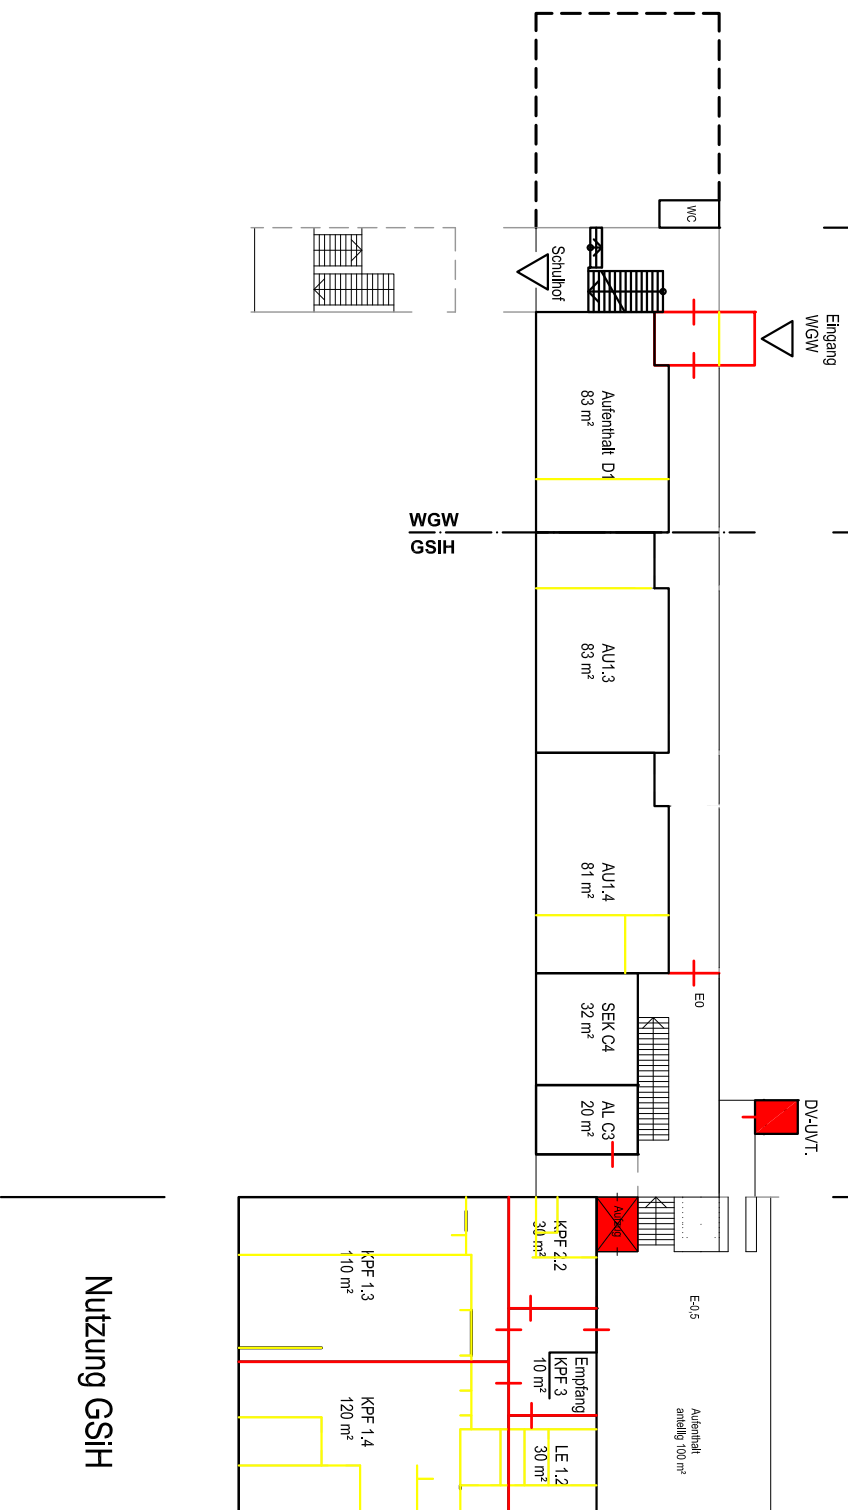 WC
Schulhof
Eingang
WGW
Aufenthalt D1
83 m²
WGW
GSIH
AU1.3
83 m²
AU1.4
81 m²
E0
SEK C4
32 m²
AL C3
20 m²
DV-UVT.
Aufzug
KPF 2.2
30 m²
KPF 1.3
110 m²
E-0,5
Empfang
KPF 3
10 m²
KPF 1.4
120 m²
Aufenthalt
anteilig 100 m²
LE 1.2
30 m²
Nutzung GSiH